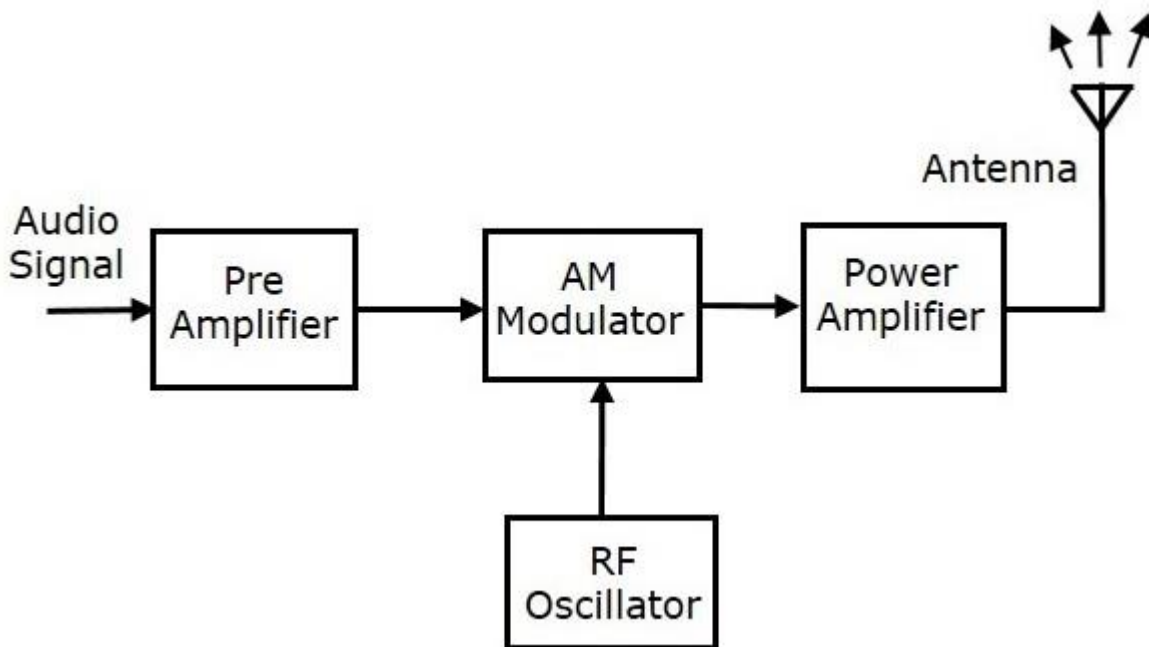 Antenna
Audio
Signal
Pre
Amplifier
AM
Modulator
Power
Amplifier
RF
Oscillator